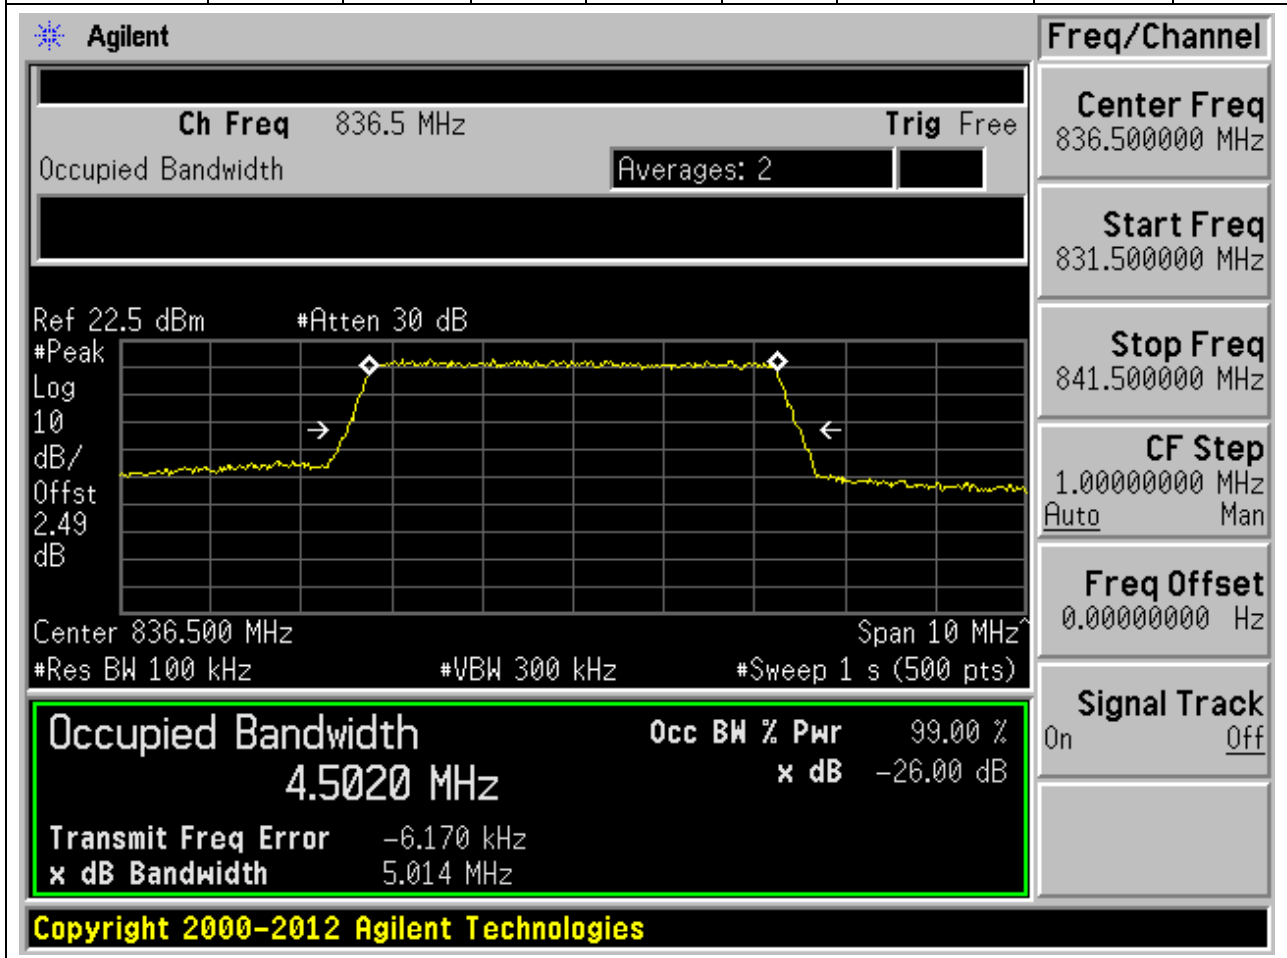 Agilent
Freq/Channel
Ch Freq 836.5 MHz Trig Free
Occupied Bandwidth Averages: 2
Center Freq
836.500000 MHz
Start Freq
831.500000 MHz
Stop Freq
841.500000 MHz
CF Step
1.00000000 MHz
Auto Man
Freq Offset
0.00000000 Hz
Signal Track
On Off
Ref 22.5 dBm #Atten 30 dB
#Peak
Log
10
dB/
Offst
2.49
dB
Center 836.500 MHz Span 10 MHz^
#Res BW 100 kHz #VBW 300 kHz #Sweep 1 s (500 pts)
Occupied Bandwidth Occ BW % Pwr 99.00 %
4.5020 MHz x dB -26.00 dB
Transmit Freq Error -6.170 kHz
x dB Bandwidth 5.014 MHz
Copyright 2000-2012 Agilent Technologies